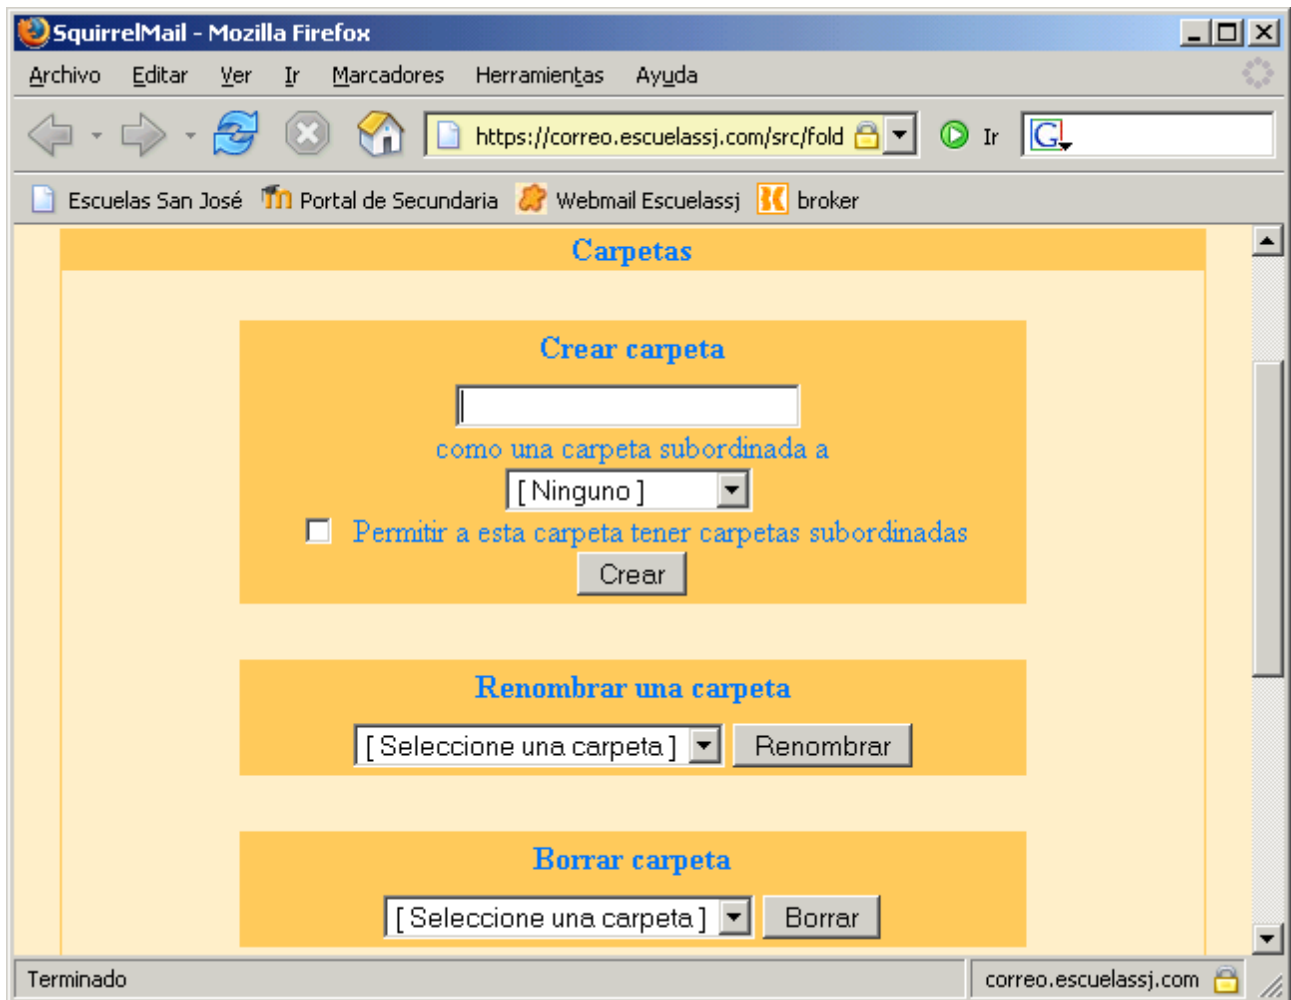 SquirrelMail - Mozilla Firefox
Archivo Editar Ver Ir Marcadores Herramientas Ayuda
https://correo.escuelassj.com/src/fold Ir G
Escuelas San José Portal de Secundaria Webmail Escuelassj broker
Carpetas
Crear carpeta
como una carpeta subordinada a
[ Ninguno ]
Permitir a esta carpeta tener carpetas subordinadas
Crear
Renombrar una carpeta
[ Seleccione una carpeta ] Renombrar
Borrar carpeta
[ Seleccione una carpeta ] Borrar
Terminado correo.escuelassj.com